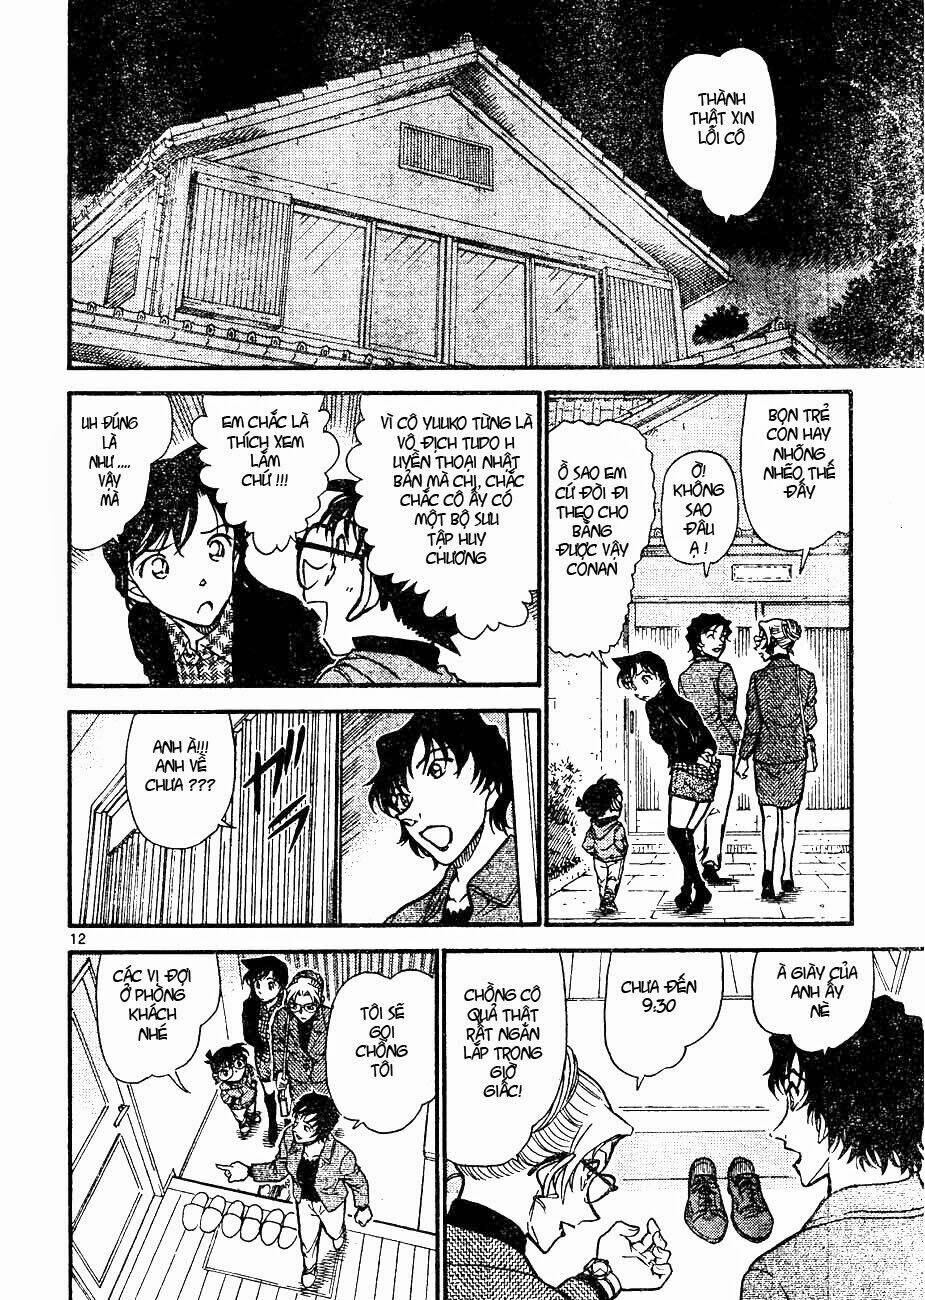 THÀNH
THẬT XIN
LỖI CÔ
BỌN TRẺ
CON HAY
NHÕNG
NHẼO THẾ
ĐẤY
Ờ!
KHÔNG
SAO
ĐÂU
Ạ!
Ồ SAO EM
CỨ ĐÒI ĐI
THEO CHO
BẰNG
ĐƯỢC VẬY
CONAN
VÌ CÔ YUUKO TỪNG LÀ
VÔ ĐỊCH TUDO H
UYỀN THOẠI NHẬT
BẢN MÀ CHỊ, CHẮC
CHẮC CÔ ẤY CÓ
MỘT BỘ SƯU
TẬP HUY
CHƯƠNG
EM CHẮC LÀ
THÍCH XEM
LẮM
CHỨ !!!
UH ĐÚNG
LÀ
NHƯ ....
VẬY
MÀ
ANH À!!!
ANH VỀ
CHƯA ???
12
À GIÀY CỦA
ANH ẤY
NÈ
CHƯA ĐẾN
9:30
CHỒNG CÔ
QUẢ THẬT
RẤT NGĂN
LẮP TRONG
GIỜ
GIẤC!
TÔI SẼ
GỌI
CHỒNG
TÔI
CÁC VỊ ĐỢI
Ở PHÒNG
KHÁCH
NHÉ